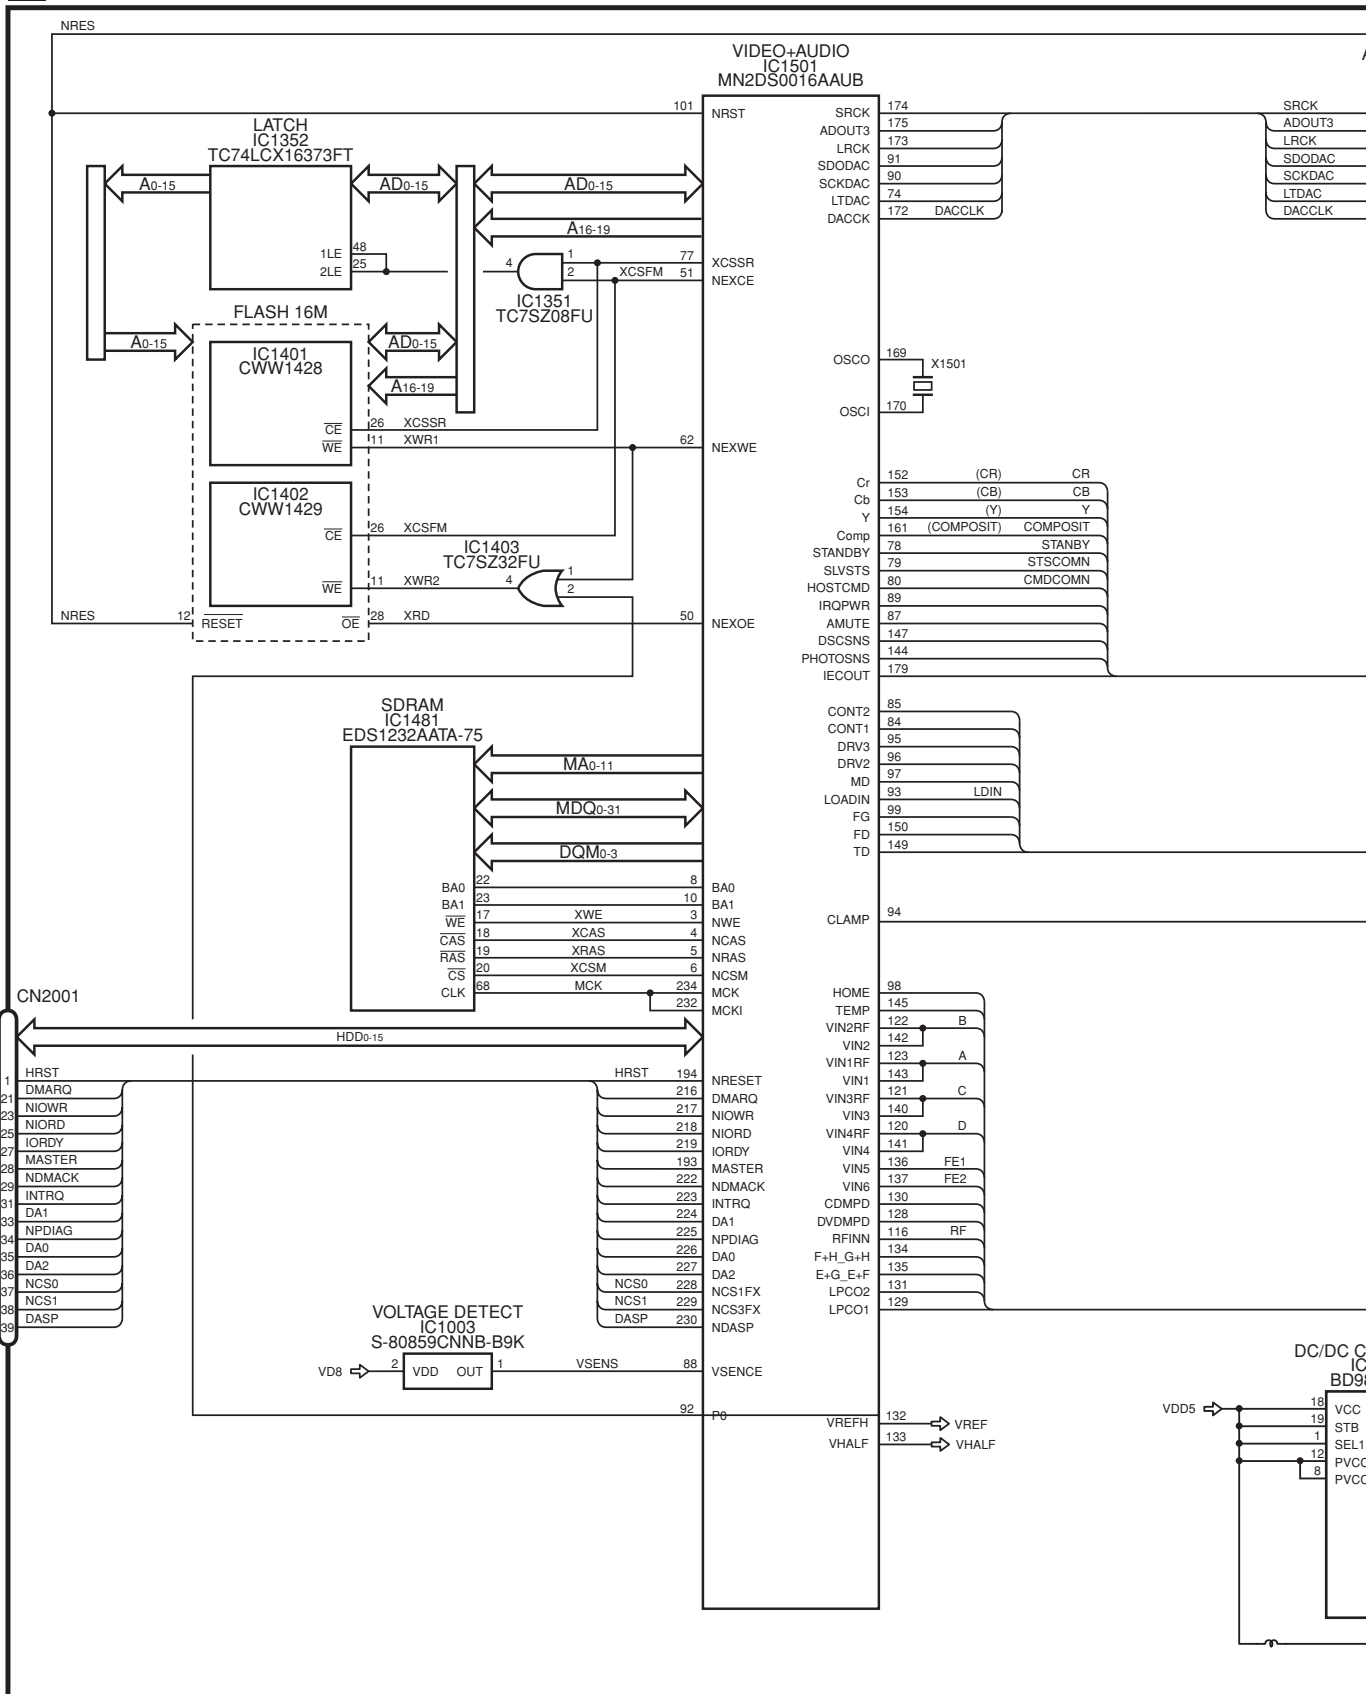 NRES
VIDEO+AUDIO
IC1501
MN2DS0016AAUB
101 NRST
LATCH
IC1352
TC74LCX16373FT
A0-15
AD0-15
AD0-15
A16-19
1LE 48
2LE 25
4
1
2
IC1351
TC7SZ08FU
77 XCSSR
XCSFM 51 NEXCE
FLASH 16M
A0-15
IC1401
CWW1428
AD0-15
A16-19
CE 26 XCSSR
WE 11 XWR1
62 NEXWE
IC1402
CWW1429
CE 26 XCSFM
IC1403
TC7SZ32FU
WE 11 XWR2 4
1
2
NRES 12 RESET
OE 28 XRD
50 NEXOE
SDRAM
IC1481
EDS1232AATA-75
MA0-11
MDQ0-31
DQM0-3
BA0 22 8 BA0
BA1 23 10 BA1
WE 17 XWE 3 NWE
CAS 18 XCAS 4 NCAS
RAS 19 XRAS 5 NRAS
CS 20 XCSM 6 NCSM
CLK 68 MCK 234 MCK
232 MCKI
CN2001
HDD0-15
1 HRST HRST 194 NRESET
21 DMARQ 216 DMARQ
23 NIOWR 217 NIOWR
25 NIORD 218 NIORD
27 IORDY 219 IORDY
28 MASTER 193 MASTER
29 NDMACK 222 NDMACK
31 INTRQ 223 INTRQ
33 DA1 224 DA1
34 NPDIAG 225 NPDIAG
35 DA0 226 DA0
36 DA2 227 DA2
37 NCS0 NCS0 228 NCS1FX
38 NCS1 NCS1 229 NCS3FX
39 DASP DASP 230 NDASP
VOLTAGE DETECT
IC1003
S-80859CNNB-B9K
VD8 2 VDD OUT 1 VSENS 88 VSENCE
92 P0
SRCK 174 SRCK
ADOUT3 175 ADOUT3
LRCK 173 LRCK
SDODAC 91 SDODAC
SCKDAC 90 SCKDAC
LTDAC 74 LTDAC
DACCK 172 DACCLK DACCLK
OSCO 169
X1501
OSCI 170
Cr 152 (CR) CR
Cb 153 (CB) CB
Y 154 (Y) Y
Comp 161 (COMPOSIT) COMPOSIT
STANDBY 78 STANBY
SLVSTS 79 STSCOMN
HOSTCMD 80 CMDCOMN
IRQPWR 89
AMUTE 87
DSCSNS 147
PHOTOSNS 144
IECOUT 179
CONT2 85
CONT1 84
DRV3 95
DRV2 96
MD 97
LOADIN 93 LDIN
FG 99
FD 150
TD 149
CLAMP 94
HOME 98
TEMP 145
VIN2RF 122 B
VIN2 142
VIN1RF 123 A
VIN1 143
VIN3RF 121 C
VIN3 140
VIN4RF 120 D
VIN4 141
VIN5 136 FE1
VIN6 137 FE2
CDMPD 130
DVDMPD 128
RFINN 116 RF
F+H_G+H 134
E+G_E+F 135
LPCO2 131
LPCO1 129
VREFH 132 VREF
VHALF 133 VHALF
DC/DC C
IC
BD98
VDD5 18 VCC
19 STB
1 SEL1
12 PVCC
8 PVCC